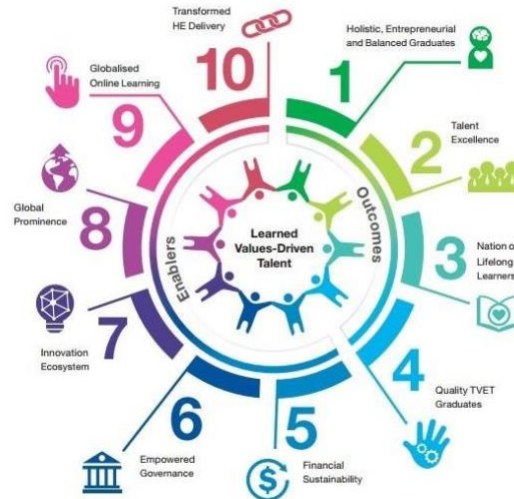 Transformed
HE Delivery
10
Holistic, Entrepreneurial
and Balanced Graduates
1
Globalised
Online Learning
9
Talent
Excellence
2
Global
Prominence
8
Nation of
Lifelong
Learners
3
Innovation
Ecosystem
7
Quality TVET
Graduates
4
Empowered
Governance
6
Financial
Sustainability
5
$
Enablers
Outcomes
Learned
Values-Driven
Talent